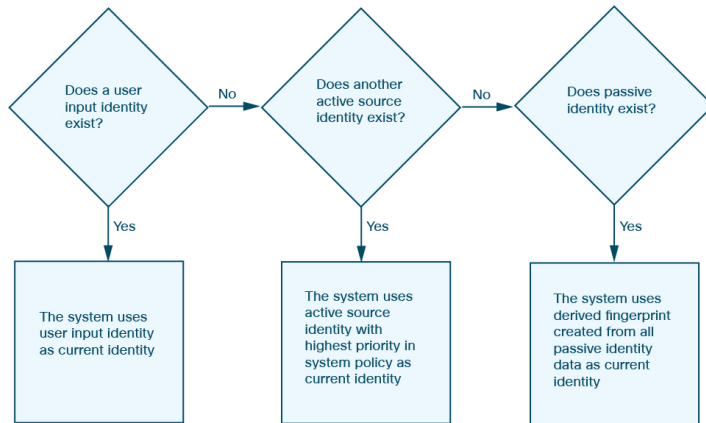 Does a user
input identity
exist?
No
Does another
active source
identity exist?
No
Does passive
identity exist?
Yes
Yes
Yes
The system uses
user input identity
as current identity
The system uses
active source
identity with
highest priority in
system policy as
current identity
The system uses
derived fingerprint
created from all
passive identity
data as current
identity